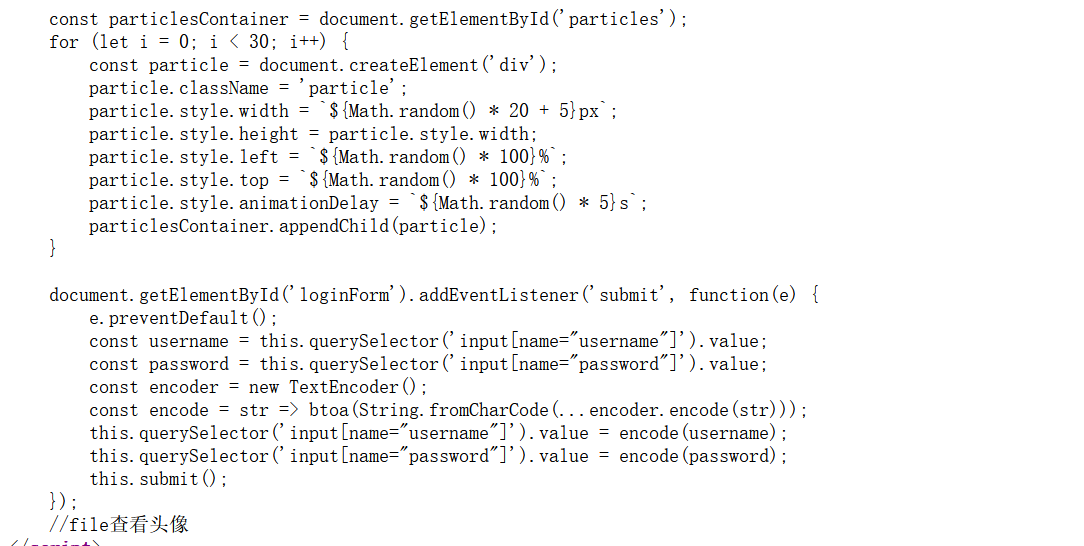 const particlesContainer = document.getElementById('particles');
for (let i = 0; i < 30; i++) {
    const particle = document.createElement('div');
    particle.className = 'particle';
    particle.style.width = `${Math.random() * 20 + 5}px`;
    particle.style.height = particle.style.width;
    particle.style.left = `${Math.random() * 100}%`;
    particle.style.top = `${Math.random() * 100}%`;
    particle.style.animationDelay = `${Math.random() * 5}s`;
    particlesContainer.appendChild(particle);
}

document.getElementById('loginForm').addEventListener('submit', function(e) {
    e.preventDefault();
    const username = this.querySelector('input[name="username"]').value;
    const password = this.querySelector('input[name="password"]').value;
    const encoder = new TextEncoder();
    const encode = str => btoa(String.fromCharCode(...encoder.encode(str)));
    this.querySelector('input[name="username"]').value = encode(username);
    this.querySelector('input[name="password"]').value = encode(password);
    this.submit();
});
//file查看头像